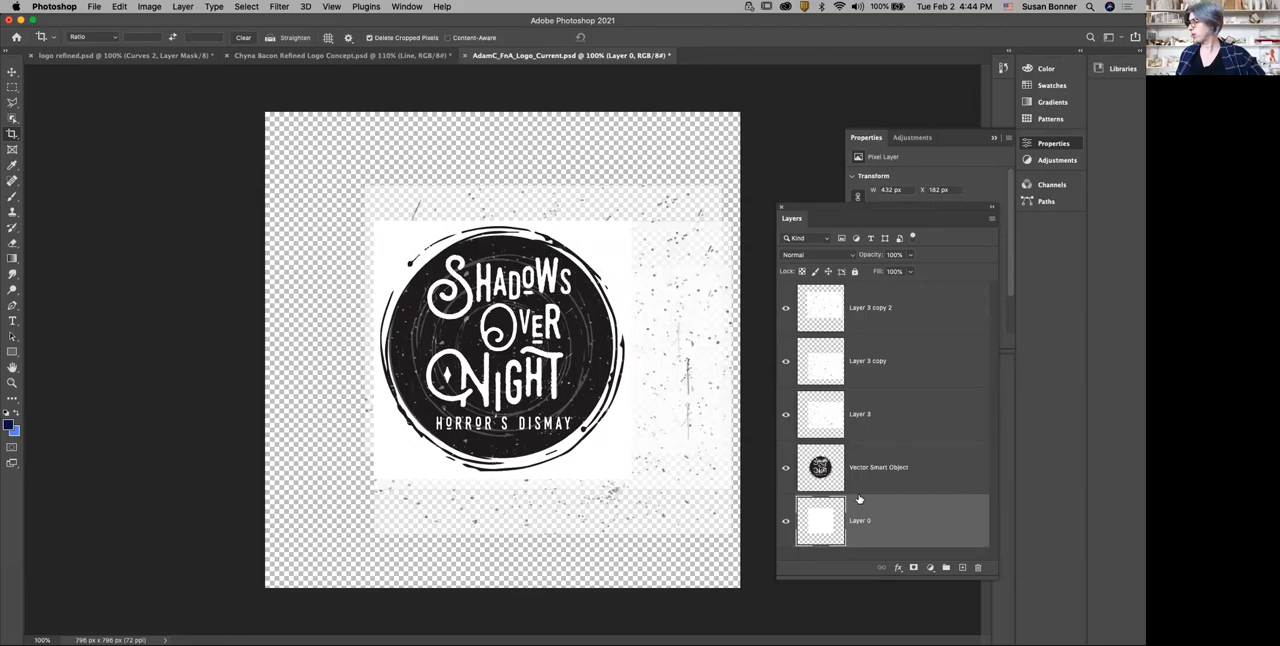 Photoshop File Edit Image Layer Type Select Filter 3D View Plugins Window Help 100% Tue Feb 2 4:44 PM Susan Bonner
Adobe Photoshop 2021
Ratio Clear Straighten Delete Cropped Pixels Content-Aware
logo refined.psd @ 100% (Curves 2, Layer Mask/8) * Chyna Bacon Refined Logo Concept.psd @ 110% (Line, RGB/8#) * AdamC_FnA_Logo_Current.psd @ 100% (Layer 0, RGB/8#) *
Color
Libraries
Swatches
Gradients
Patterns
Properties Adjustments
Properties
Pixel Layer
Adjustments
Transform
W 432 px X 182 px
Channels
Paths
Layers
Kind
Normal Opacity: 100%
Lock: Fill: 100%
Layer 3 copy 2
Layer 3 copy
Layer 3
Vector Smart Object
Layer 0
SHADOWS
OVER
NIGHT
HORROR'S DISMAY
100% 796 px x 796 px (72 ppi)